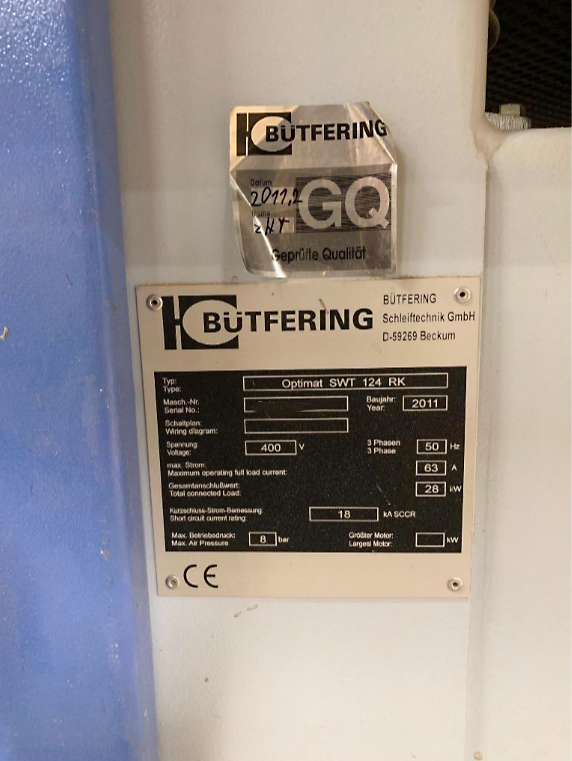 BÜTFERING
Datum
2011,2
Name
GQ
Geprüfte Qualität
BÜTFERING
BÜTFERING
Schleiftechnik GmbH
D-59269 Beckum
Typ: Optimat SWT 124 RK
Type:
Masch.-Nr. Baujahr: 2011
Serial No.: Year:
Schaltplan:
Wiring diagram:
Spannung 400 V 3 Phasen 50 Hz
Voltage: 3 Phase
max. Strom: 63 A
Maximum operating full load current:
Gesamtanschlußwert: 28 kW
Total connected Load:
Kurzschluss-Strom-Bemessung: 18 kA SCCR
Short circuit current rating:
Max. Betriebsdruck: 8 bar Größter Motor: kW
Max. Air Pressure Largest Motor:
CE